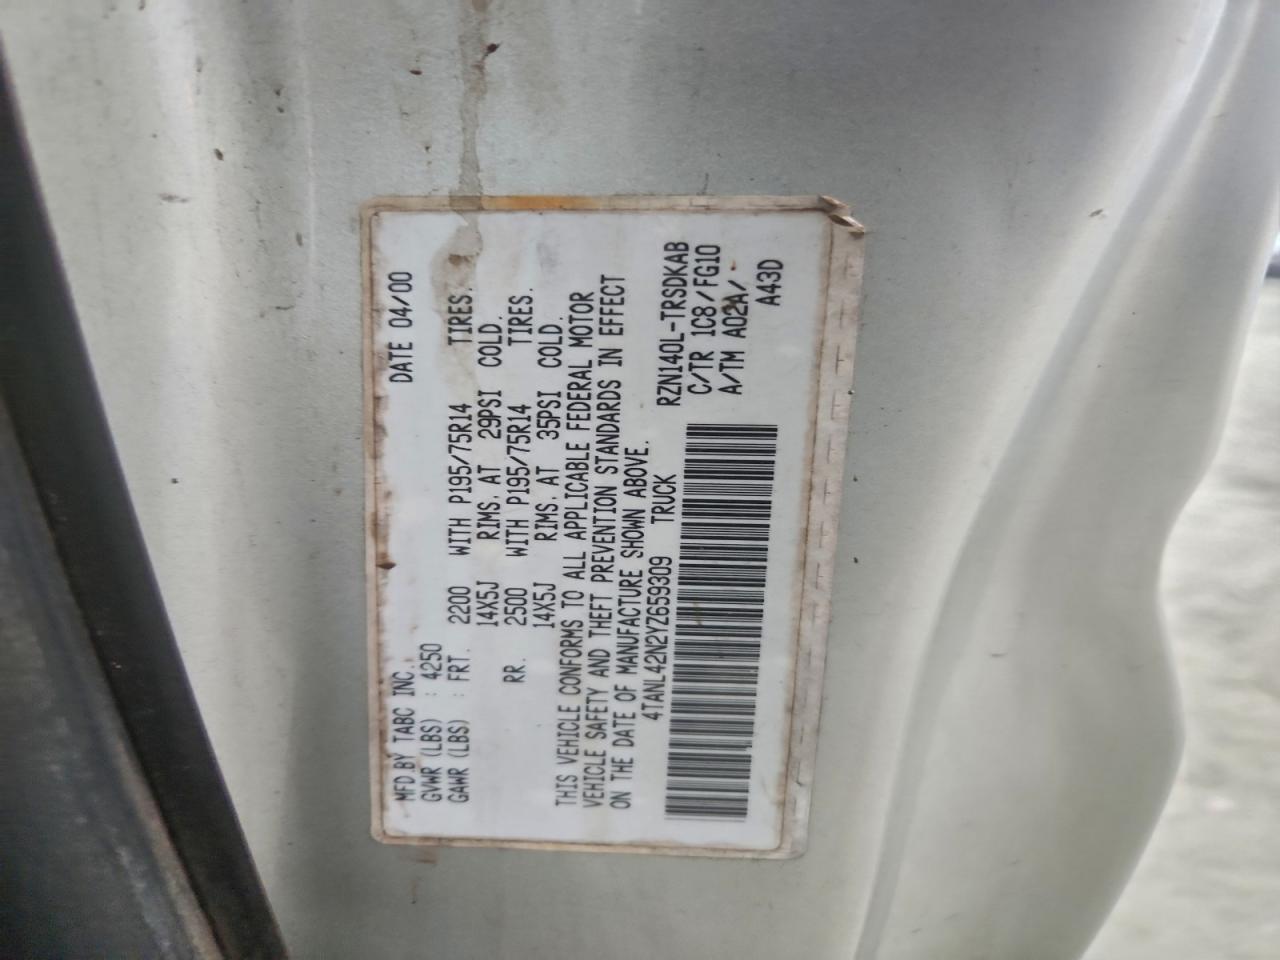 MFD.BY TABC INC. DATE 04/00
GVWR (LBS) : 4250
GAWR (LBS) : FRT. 2200 WITH P195/75R14 TIRES.
14X5J RIMS, AT 29PSI COLD.
RR. 2500 WITH P195/75R14 TIRES.
14X5J RIMS, AT 35PSI COLD.
THIS VEHICLE CONFORMS TO ALL APPLICABLE FEDERAL MOTOR
VEHICLE SAFETY AND THEFT PREVENTION STANDARDS IN EFFECT
ON THE DATE OF MANUFACTURE SHOWN ABOVE.
4TANL42N2YZ659309 TRUCK
RZN140L-TRSDKAB
C/TR 1C8/FG10
A/TM A02A/-
A43D